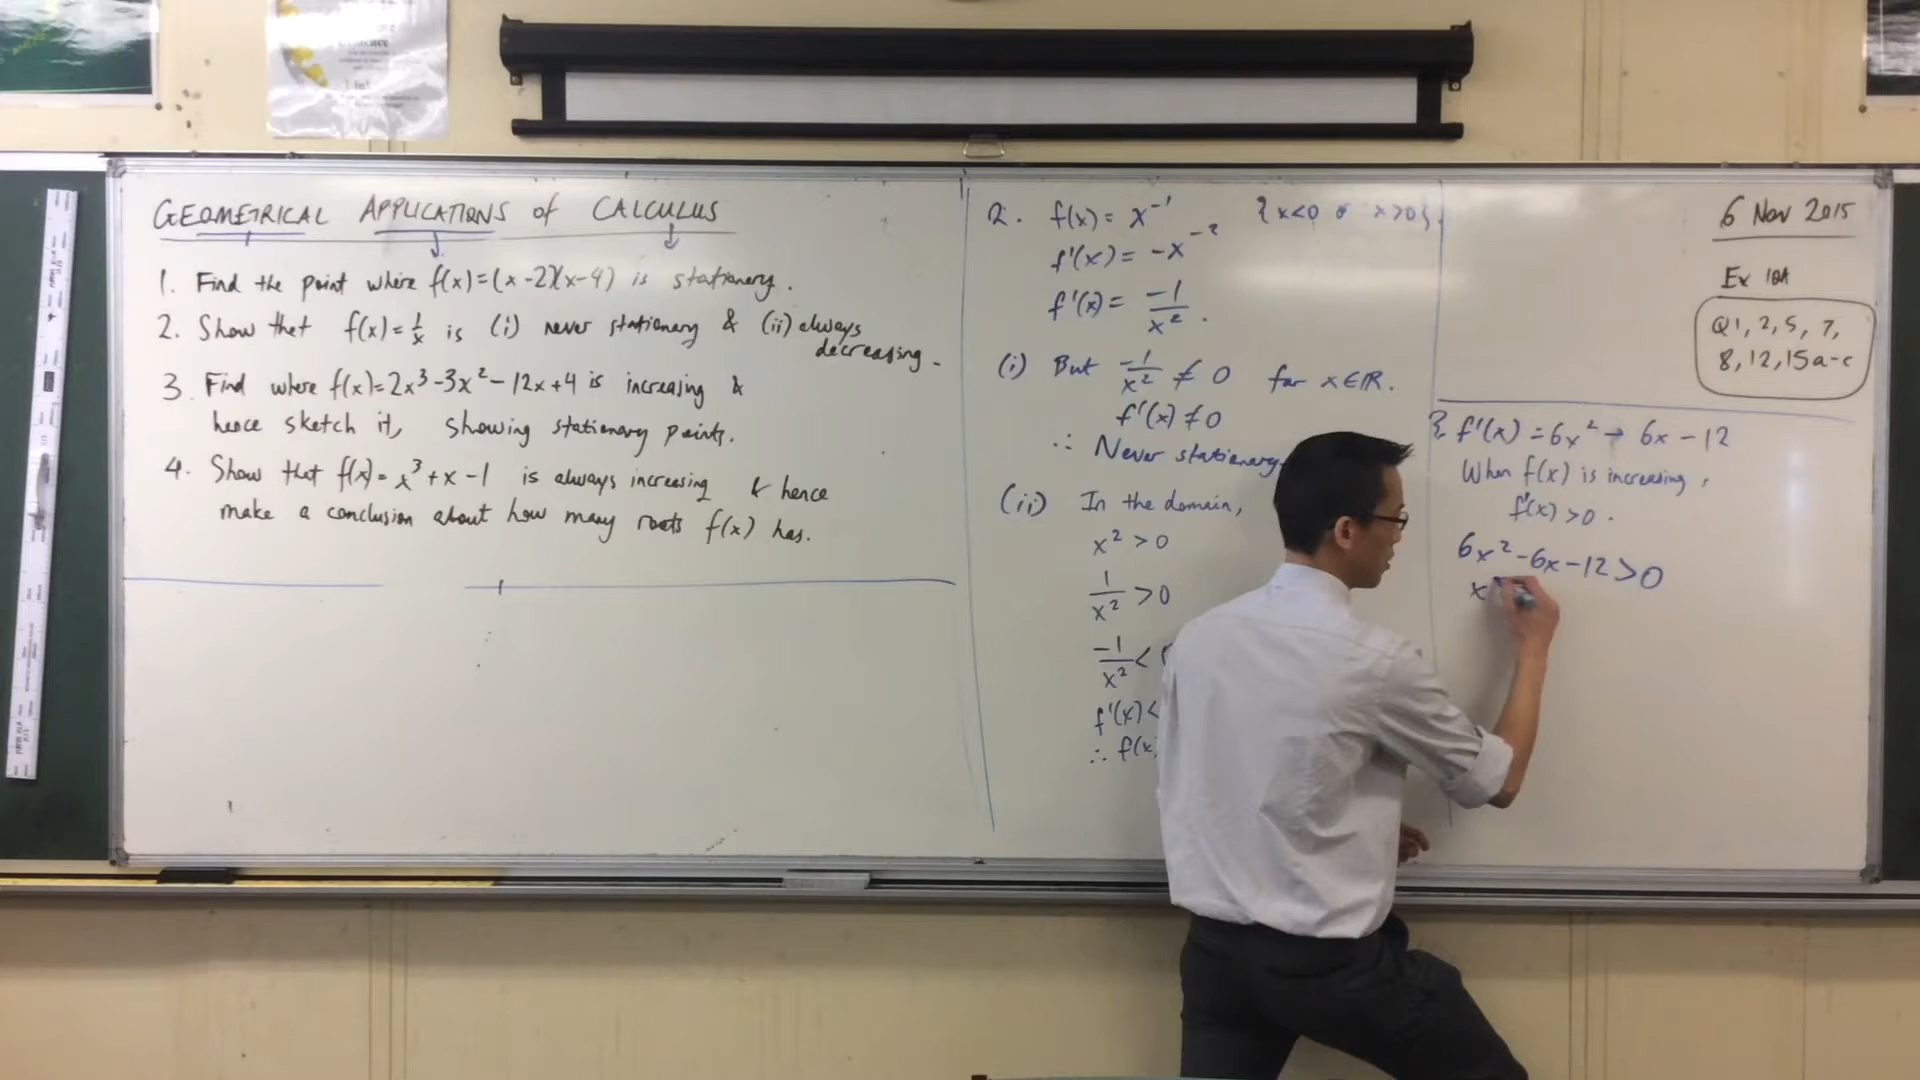 GEOMETRICAL APPLICATIONS of CALCULUS
1. Find the point where f(x)=(x-2)(x-4) is stationary.
2. Show that f(x)=1/x is (i) never stationary & (ii) always
decreasing.
3. Find where f(x)=2x³-3x²-12x+4 is increasing &
hence sketch it, showing stationary points.
4. Show that f(x)=x³+x-1 is always increasing & hence
make a conclusion about how many roots f(x) has.
2. f(x)= x⁻¹ {x<0 or x>0}.
f'(x)= -x⁻²
f'(x)= -1/x².
(i) But -1/x² ≠ 0 for x∈ℝ.
f'(x)≠0
∴ Never stationary
(ii) In the domain,
x²>0
1/x²>0
-1/x²<
f'(x)<
∴ f(x)
6 Nov 2015
Ex 10A
Q1, 2, 5, 7,
8, 12, 15a-c
f'(x)=6x²-6x-12
When f(x) is increasing,
f'(x)>0.
6x²-6x-12>0
x